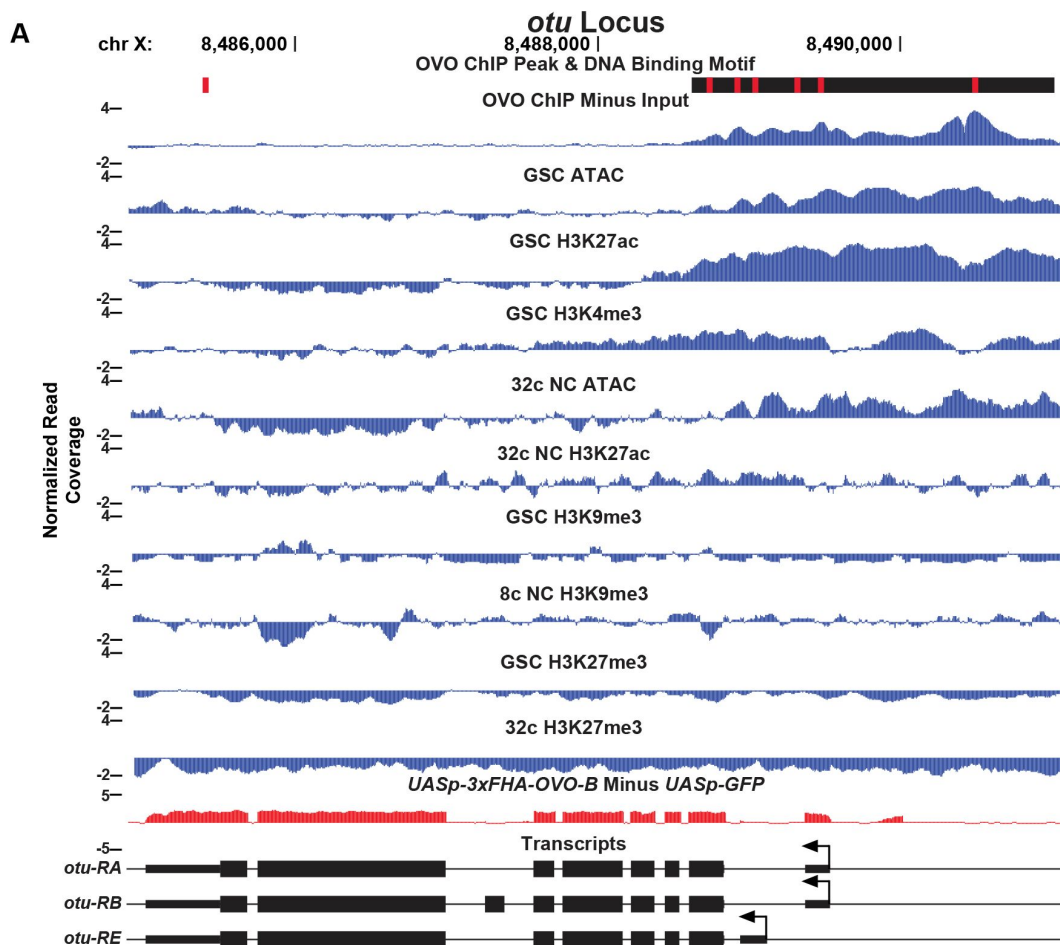 A
otu Locus
chr X: 8,486,000 8,488,000 8,490,000
OVO ChIP Peak & DNA Binding Motif
OVO ChIP Minus Input
4
-2
GSC ATAC
4
-2
GSC H3K27ac
4
-2
GSC H3K4me3
4
-2
32c NC ATAC
4
-2
32c NC H3K27ac
4
-2
GSC H3K9me3
4
-2
8c NC H3K9me3
4
-2
GSC H3K27me3
4
-2
32c H3K27me3
4
-2
UASp-3xFHA-OVO-B Minus UASp-GFP
5
-5
Normalized Read
Coverage
Transcripts
otu-RA
otu-RB
otu-RE